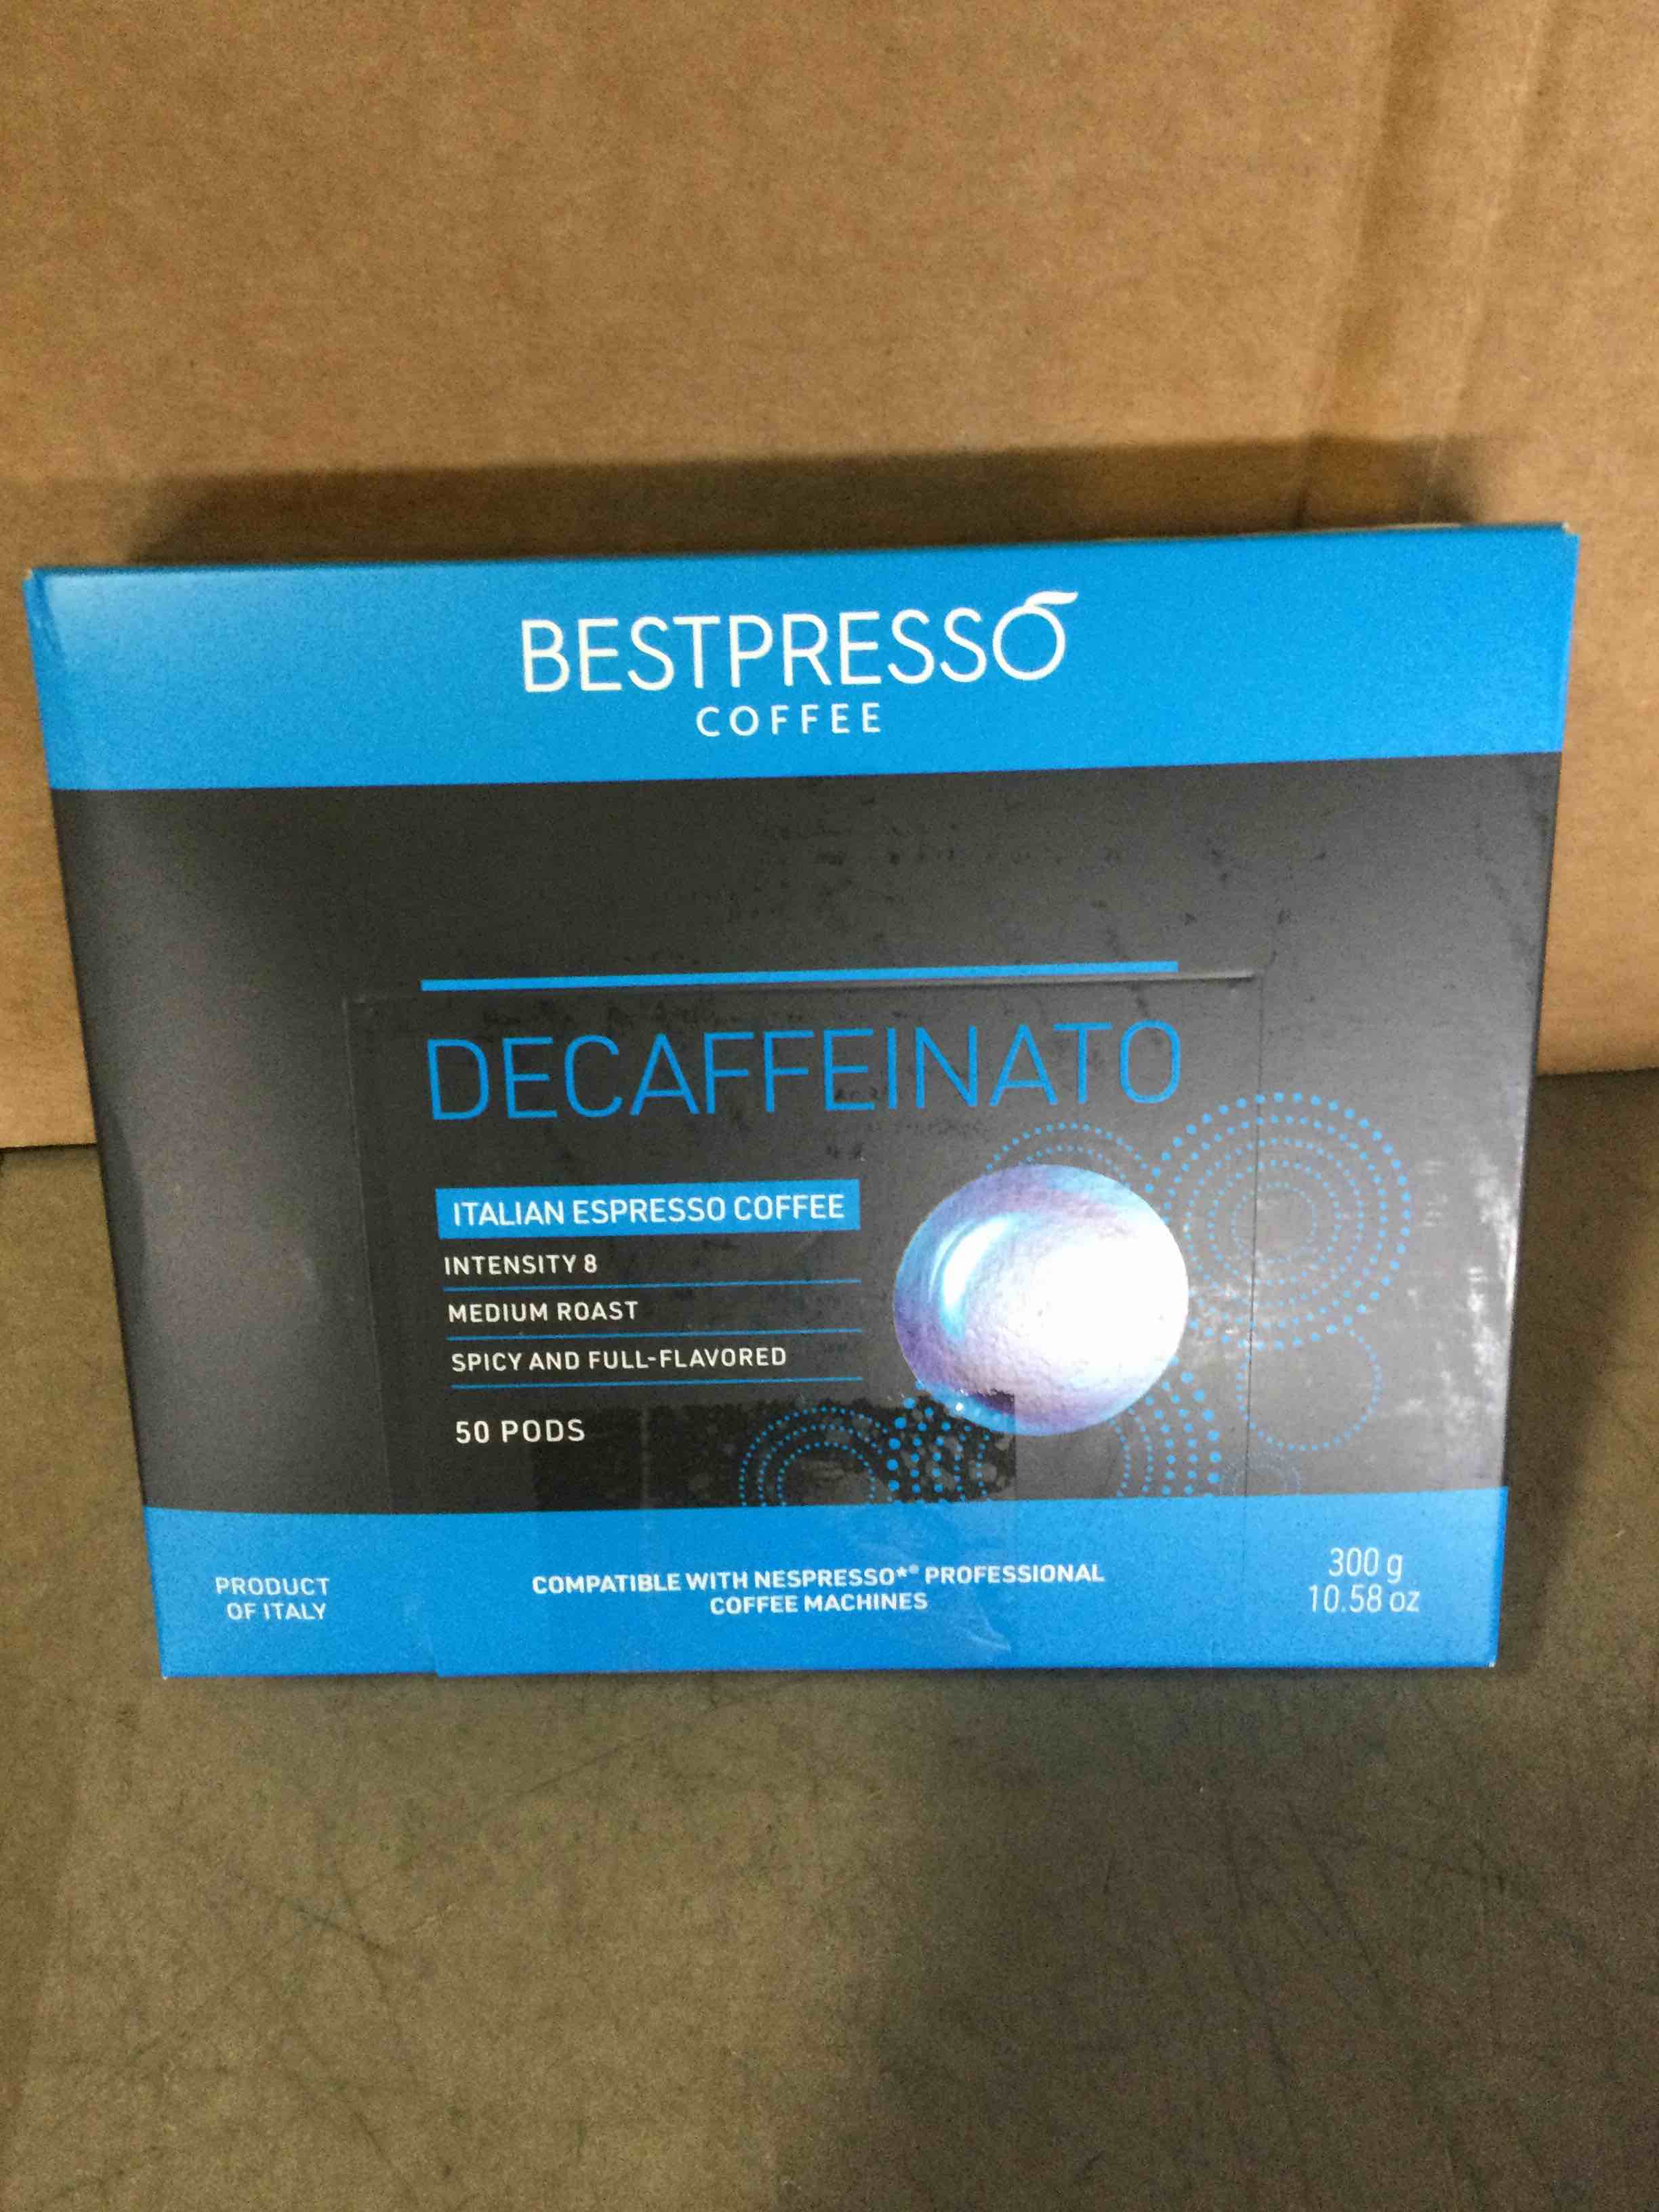 BESTPRESSO
COFFEE
DECAFFEINATO
ITALIAN ESPRESSO COFFEE
INTENSITY 8
MEDIUM ROAST
SPICY AND FULL-FLAVORED
50 PODS
PRODUCT
OF ITALY
COMPATIBLE WITH NESPRESSO*® PROFESSIONAL
COFFEE MACHINES
300 g
10.58 oz